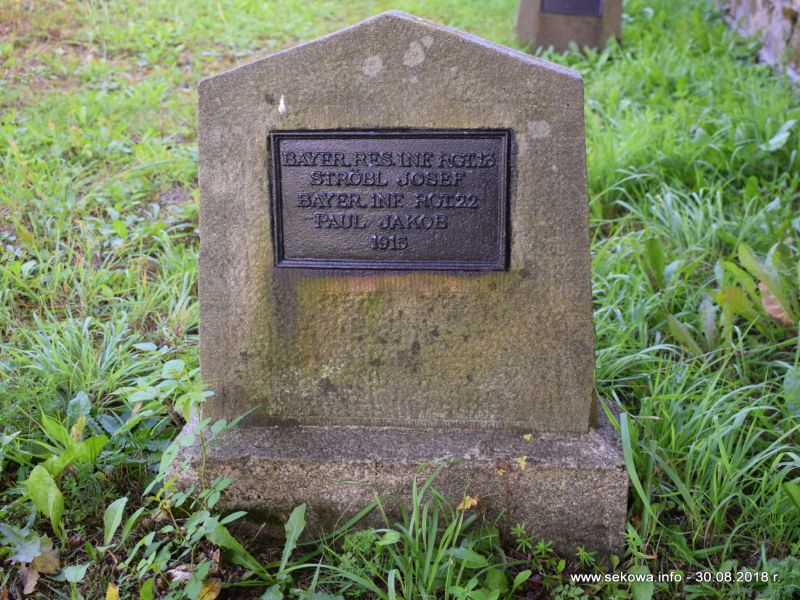 BAYER. RES. INF RGT. 13
STRÖBL JOSEF
BAYER. INF RGT. 22
PAUL JAKOB
1915
www.sekowa.info - 30.08.2018 r.